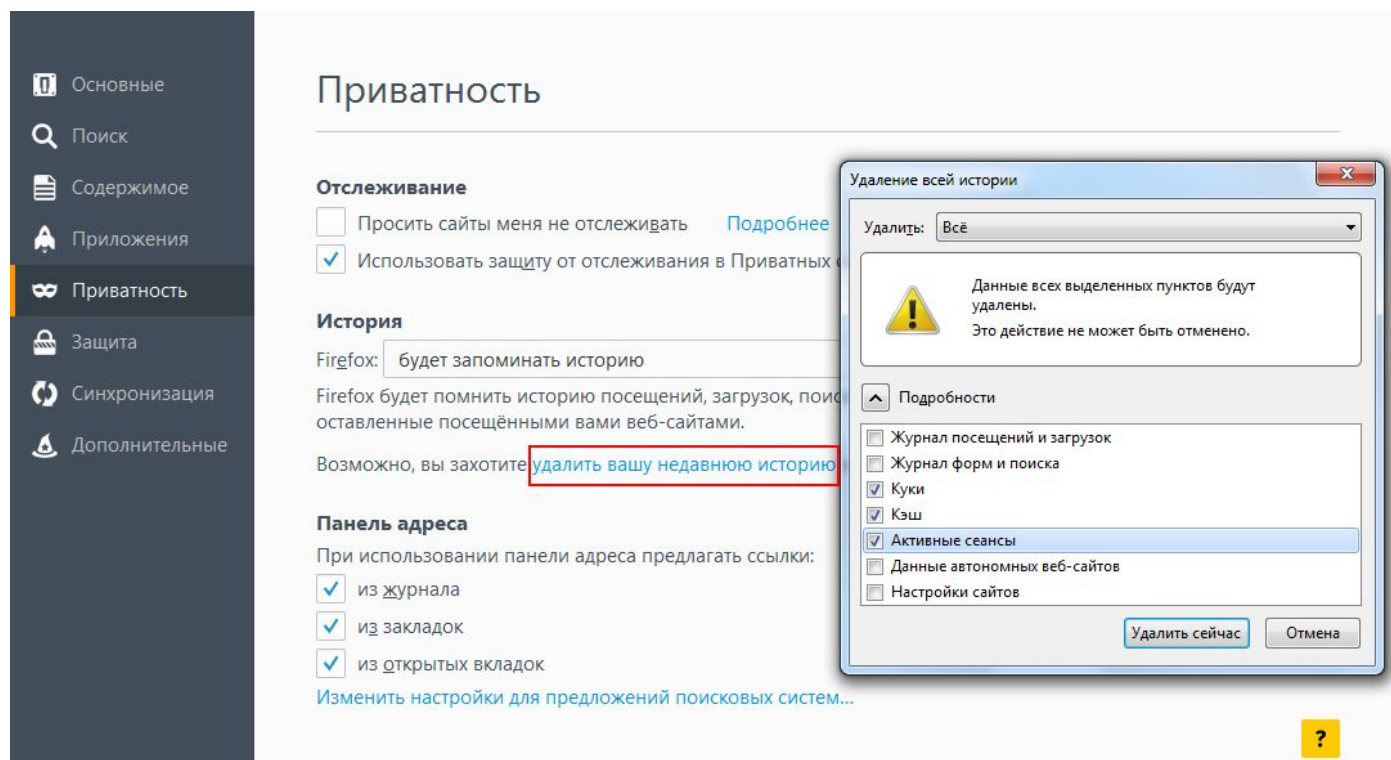 Основные
Поиск
Содержимое
Приложения
Приватность
Защита
Синхронизация
Дополнительные
Приватность
Отслеживание
Просить сайты меня не отслеживать Подробнее
Использовать защиту от отслеживания в Приватных
История
Firefox: будет запоминать историю
Firefox будет помнить историю посещений, загрузок,
оставленные посещёнными вами веб-сайтами.
Возможно, вы захотите удалить вашу недавнюю историю
Панель адреса
При использовании панели адреса предлагать ссылки:
из журнала
из закладок
из открытых вкладок
Изменить настройки для предложений поисковых систем...
?
Удаление всей истории
X
Удалить: Всё
Данные всех выделенных пунктов будут
удалены.
Это действие не может быть отменено.
Подробности
Журнал посещений и загрузок
Журнал форм и поиска
Куки
Кэш
Активные сеансы
Данные автономных веб-сайтов
Настройки сайтов
Удалить сейчас
Отмена